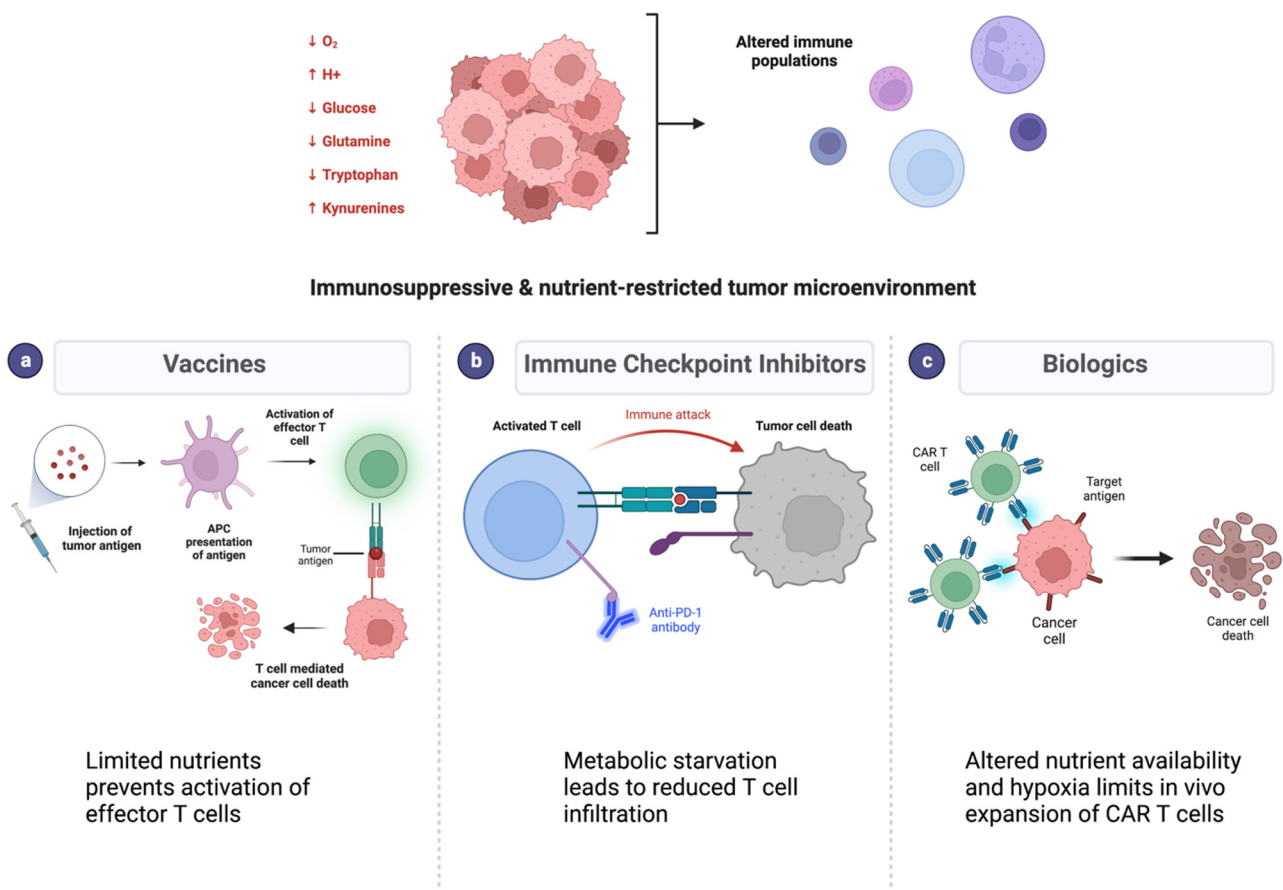 ↓ O₂
↑ H+
↓ Glucose
↓ Glutamine
↓ Tryptophan
↑ Kynurenines
Altered immune
populations
Immunosuppressive & nutrient-restricted tumor microenvironment
a
Vaccines
Injection of
tumor antigen
APC
presentation
of antigen
Activation of
effector T
cell
Tumor
antigen
T cell mediated
cancer cell death
Limited nutrients
prevents activation of
effector T cells
b
Immune Checkpoint Inhibitors
Activated T cell
Immune attack
Tumor cell death
Anti-PD-1
antibody
Metabolic starvation
leads to reduced T cell
infiltration
c
Biologics
CAR T
cell
Target
antigen
Cancer
cell
Cancer cell
death
Altered nutrient availability
and hypoxia limits in vivo
expansion of CAR T cells